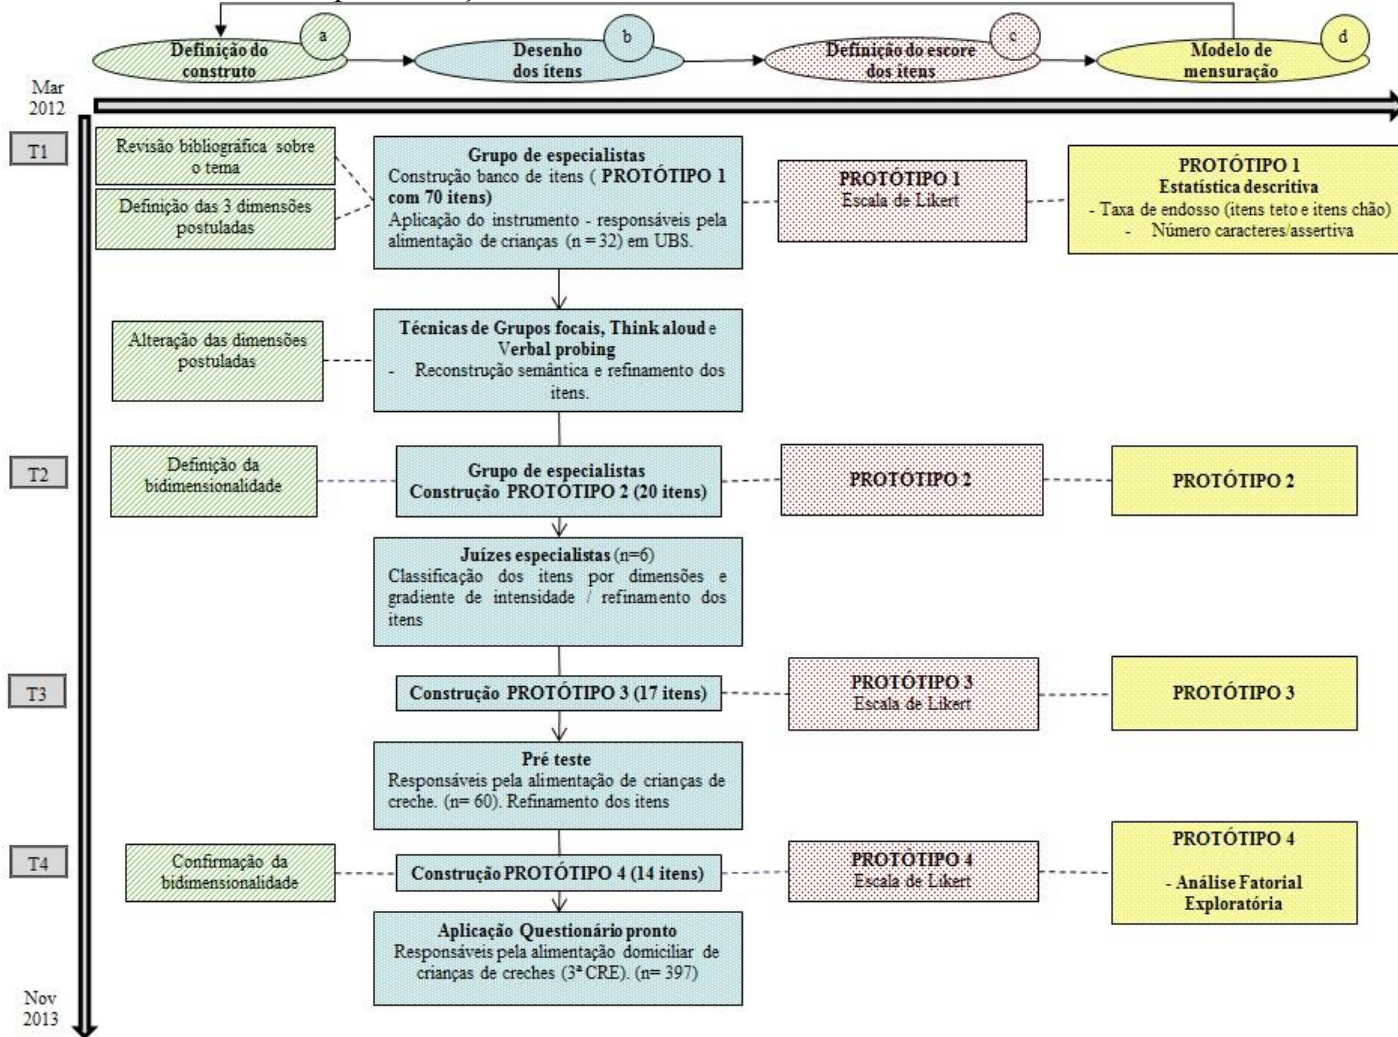 a
b
c
d
Definição do
construto
Desenho
dos ítens
Definição do escore
dos ítens
Modelo de
mensuração
Mar
2012
T1
Revisão bibliográfica sobre
o tema
Definição das 3 dimensões
postuladas
Grupo de especialistas
Construção banco de itens ( PROTÓTIPO 1
com 70 itens)
Aplicação do instrumento - responsáveis pela
alimentação de crianças (n = 32) em UBS.
PROTÓTIPO 1
Escala de Likert
PROTÓTIPO 1
Estatística descritiva
- Taxa de endosso (itens teto e itens chão)
- Número caracteres/assertiva
Alteração das dimensões
postuladas
Técnicas de Grupos focais, Think aloud e
Verbal probing
- Reconstrução semântica e refinamento dos
itens.
T2
Definição da
bidimensionalidade
Grupo de especialistas
Construção PROTÓTIPO 2 (20 itens)
PROTÓTIPO 2
PROTÓTIPO 2
Juízes especialistas (n=6)
Classificação dos itens por dimensões e
gradiente de intensidade / refinamento dos
itens
T3
Construção PROTÓTIPO 3 (17 itens)
PROTÓTIPO 3
Escala de Likert
PROTÓTIPO 3
Pré teste
Responsáveis pela alimentação de crianças de
creche. (n= 60). Refinamento dos itens
T4
Confirmação da
bidimensionalidade
Construção PROTÓTIPO 4 (14 itens)
PROTÓTIPO 4
Escala de Likert
PROTÓTIPO 4
- Análise Fatorial
Exploratória
Aplicação Questionário pronto
Responsáveis pela alimentação domiciliar de
crianças de creches (3ª CRE). (n= 397)
Nov
2013